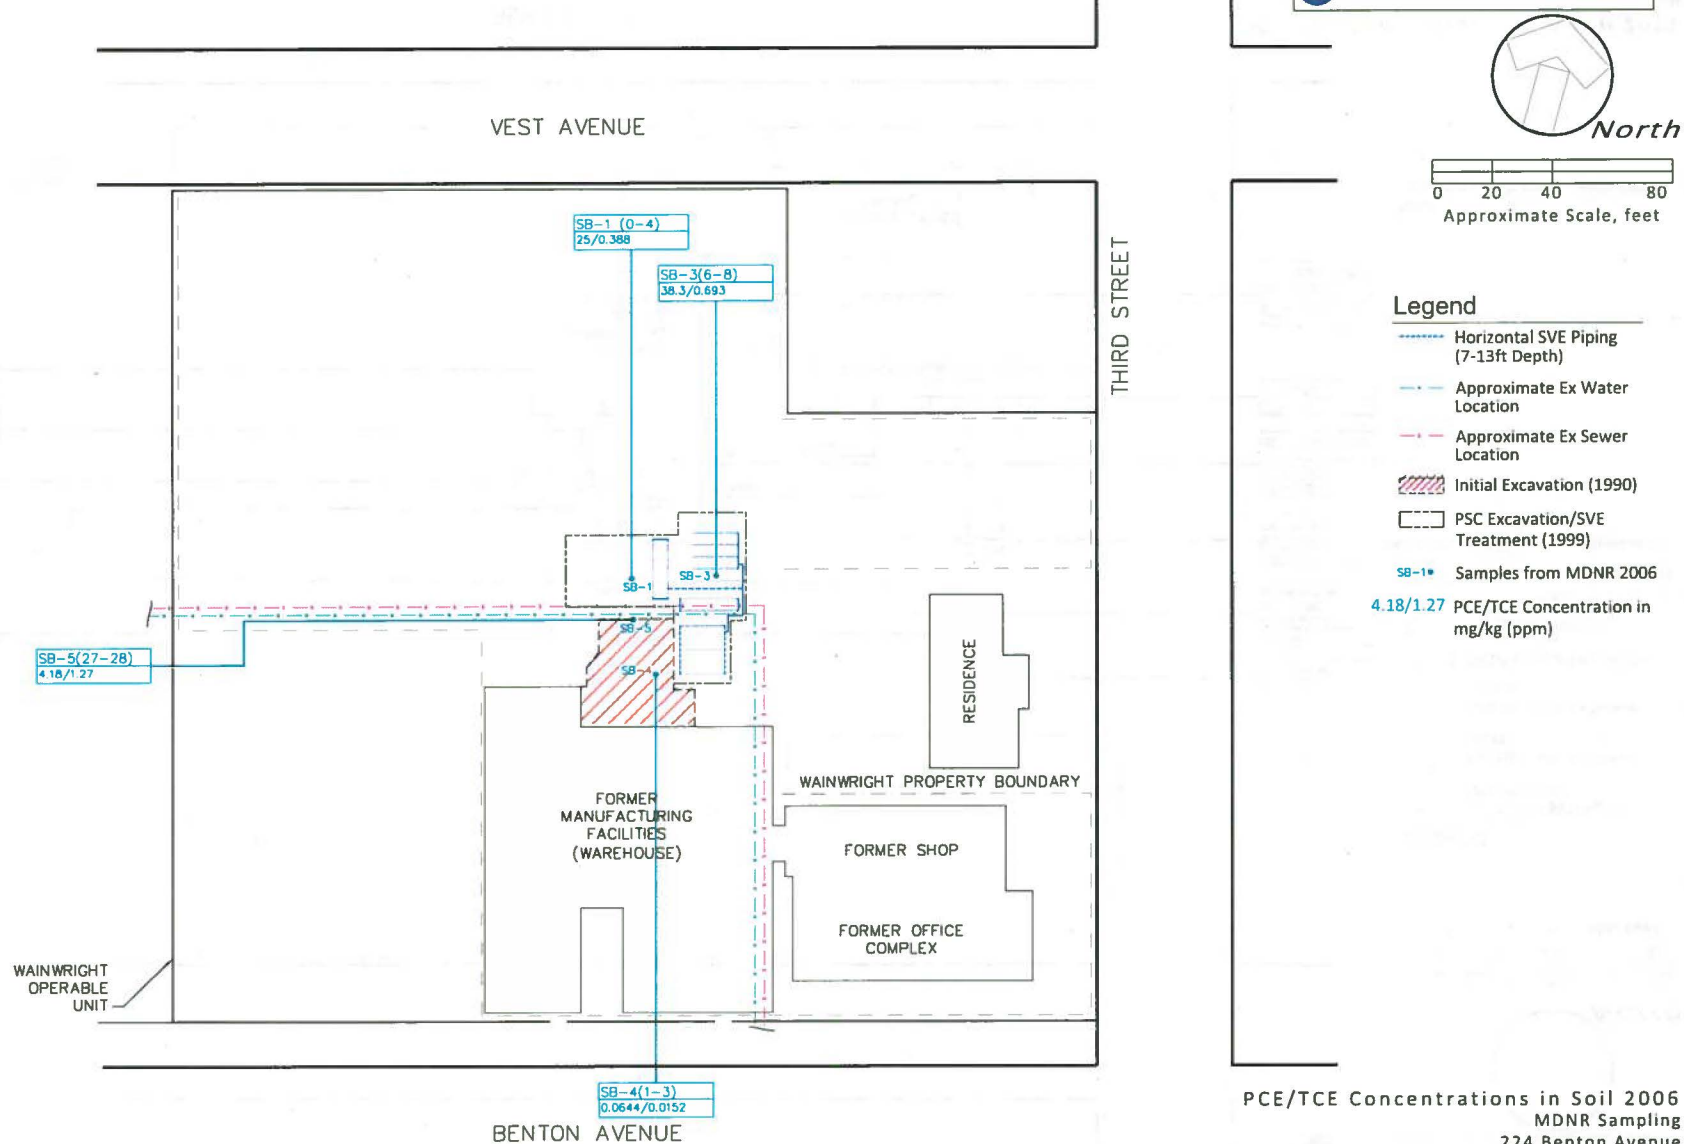 North
0 20 40 80
Approximate Scale, feet
VEST AVENUE
THIRD STREET
SB-1 (0-4)
25/0.388
SB-3(6-8)
38.3/0.693
Legend
Horizontal SVE Piping
(7-13ft Depth)
Approximate Ex Water
Location
Approximate Ex Sewer
Location
Initial Excavation (1990)
PSC Excavation/SVE
Treatment (1999)
SB-1 Samples from MDNR 2006
4.18/1.27 PCE/TCE Concentration in
mg/kg (ppm)
SB-1
SB-3
SB-5
SB-4
SB-5(27-28)
4.18/1.27
RESIDENCE
WAINWRIGHT PROPERTY BOUNDARY
FORMER
MANUFACTURING
FACILITIES
(WAREHOUSE)
FORMER SHOP
FORMER OFFICE
COMPLEX
WAINWRIGHT
OPERABLE
UNIT
SB-4(1-3)
0.0644/0.0152
BENTON AVENUE
PCE/TCE Concentrations in Soil 2006
MDNR Sampling
224 Benton Avenue